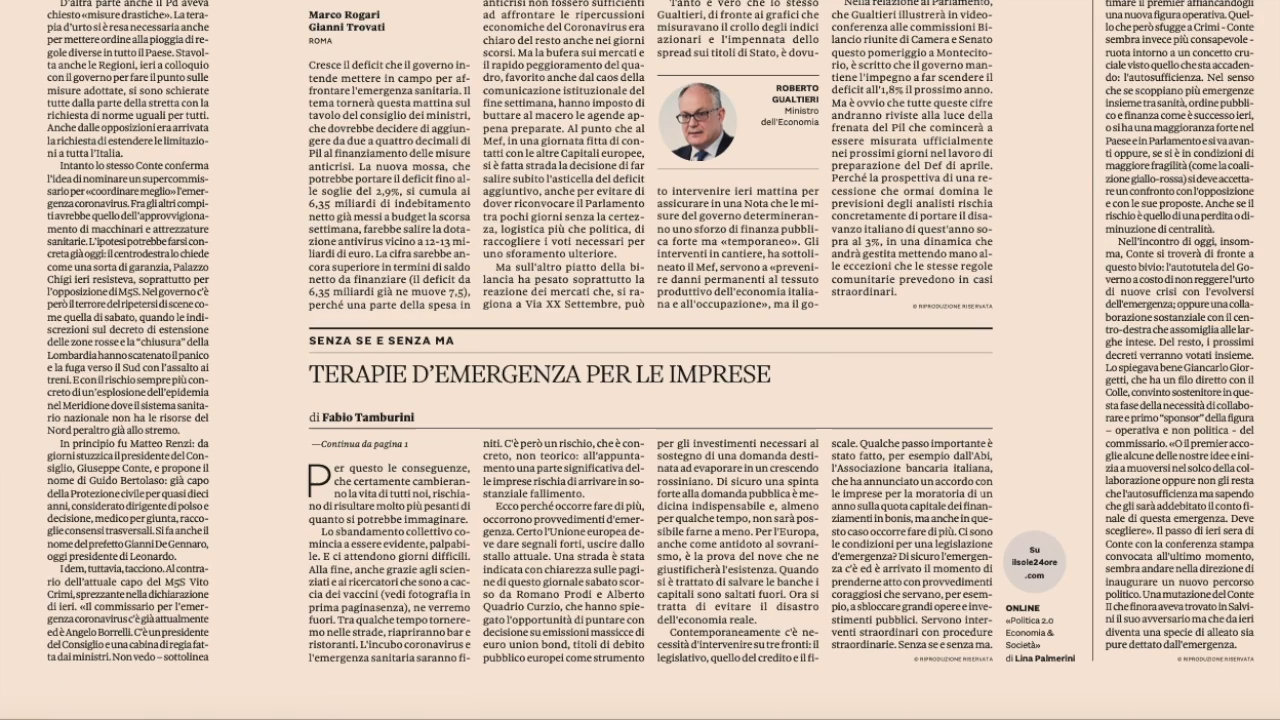 D'altra parte anche il Pd aveva
chiesto «misure drastiche». La tera-
pia d'urto si è resa necessaria anche
per mettere ordine alla pioggia di re-
gole diverse in tutto il Paese. Stavol-
ta anche le Regioni, ieri a colloquio
con il governo per fare il punto sulle
misure adottate, si sono schierate
tutte dalla parte della stretta con la
richiesta di norme uguali per tutti.
Anche dalle opposizioni era arrivata
la richiesta di estendere le limitazio-
ni a tutta l'Italia.
Intanto lo stesso Conte conferma
l'idea di nominare un supercommis-
sario per «coordinare meglio» l'emer-
genza coronavirus. Fra gli altri compi-
ti avrebbe quello dell'approvvigiona-
mento di macchinari e attrezzature
sanitarie. L'ipotesi potrebbe farsi con-
creta già oggi: il centrodestra lo chiede
come una sorta di garanzia, Palazzo
Chigi ieri resisteva, soprattutto per
l'opposizione di M5S. Nel governo c'è
però il terrore del ripetersi di scene co-
me quella di sabato, quando le indi-
screzioni sul decreto di estensione
delle zone rosse e la "chiusura" della
Lombardia hanno scatenato il panico
e la fuga verso il Sud con l'assalto ai
treni. E con il rischio sempre più con-
creto di un'esplosione dell'epidemia
nel Meridione dove il sistema sanita-
rio nazionale non ha le risorse del
Nord peraltro già allo stremo.
In principio fu Matteo Renzi: da
giorni stuzzica il presidente del Con-
siglio, Giuseppe Conte, e propone il
nome di Guido Bertolaso: già capo
della Protezione civile per quasi dieci
anni, considerato dirigente di polso e
decisione, medico per giunta, racco-
glie consensi trasversali. Si fa anche il
nome del prefetto Gianni De Gennaro,
oggi presidente di Leonardo.
I dem, tuttavia, tacciono. Al contra-
rio dell'attuale capo del M5S Vito
Crimi, sprezzante nella dichiarazione
di ieri. «Il commissario per l'emer-
genza coronavirus c'è già attualmente
ed è Angelo Borrelli. C'è un presidente
del Consiglio e una cabina di regia fat-
ta dai ministri. Non vedo – sottolinea
Marco Rogari
Gianni Trovati
ROMA
Cresce il deficit che il governo in-
tende mettere in campo per af-
frontare l'emergenza sanitaria. Il
tema tornerà questa mattina sul
tavolo del consiglio dei ministri,
che dovrebbe decidere di aggiun-
gere da due a quattro decimali di
Pil al finanziamento delle misure
anticrisi. La nuova mossa, che
potrebbe portare il deficit fino al-
le soglie del 2,9%, si cumula ai
6,35 miliardi di indebitamento
netto già messi a budget la scorsa
settimana, farebbe salire la dota-
zione antivirus vicino a 12-13 mi-
liardi di euro. La cifra sarebbe an-
cora superiore in termini di saldo
netto da finanziare (il deficit da
6,35 miliardi già ne muove 7,5),
perché una parte della spesa in
anticrisi non fossero sufficienti
ad affrontare le ripercussioni
economiche del Coronavirus era
chiaro del resto anche nei giorni
scorsi. Ma la bufera sui mercati e
il rapido peggioramento del qua-
dro, favorito anche dal caos della
comunicazione istituzionale del
fine settimana, hanno imposto di
buttare al macero le agende ap-
pena preparate. Al punto che al
Mef, in una giornata fitta di con-
tatti con le altre Capitali europee,
si è fatta strada la decisione di far
salire subito l'asticella del deficit
aggiuntivo, anche per evitare di
dover riconvocare il Parlamento
tra pochi giorni senza la certez-
za, logistica più che politica, di
raccogliere i voti necessari per
uno sforamento ulteriore.
Ma sull'altro piatto della bi-
lancia ha pesato soprattutto la
reazione dei mercati che, si ra-
giona a Via XX Settembre, può
Tanto è vero che lo stesso
Gualtieri, di fronte ai grafici che
misuravano il crollo degli indici
azionari e l'impennata dello
spread sui titoli di Stato, è dovu-
ROBERTO
GUALTIERI
Ministro
dell'Economia
to intervenire ieri mattina per
assicurare in una Nota che le mi-
sure del governo determineran-
no uno sforzo di finanza pubbli-
ca forte ma «temporaneo». Gli
interventi in cantiere, ha sottoli-
neato il Mef, servono a «preveni-
re danni permanenti al tessuto
produttivo dell'economia italia-
na e all'occupazione», ma il go-
Nella relazione al Parlamento,
che Gualtieri illustrerà in video-
conferenza alle commissioni Bi-
lancio riunite di Camera e Senato
questo pomeriggio a Montecito-
rio, è scritto che il governo man-
tiene l'impegno a far scendere il
deficit all'1,8% il prossimo anno.
Ma è ovvio che tutte queste cifre
andranno riviste alla luce della
frenata del Pil che comincerà a
essere misurata ufficialmente
nei prossimi giorni nel lavoro di
preparazione del Def di aprile.
Perché la prospettiva di una re-
cessione che ormai domina le
previsioni degli analisti rischia
concretamente di portare il disa-
vanzo italiano di quest'anno so-
pra al 3%, in una dinamica che
andrà gestita mettendo mano al-
le eccezioni che le stesse regole
comunitarie prevedono in casi
straordinari.
© RIPRODUZIONE RISERVATA
SENZA SE E SENZA MA
TERAPIE D'EMERGENZA PER LE IMPRESE
di Fabio Tamburini
—Continua da pagina 1
Per questo le conseguenze,
che certamente cambieran-
no la vita di tutti noi, rischia-
no di risultare molto più pesanti di
quanto si potrebbe immaginare.
Lo sbandamento collettivo co-
mincia a essere evidente, palpabi-
le. E ci attendono giorni difficili.
Alla fine, anche grazie agli scien-
ziati e ai ricercatori che sono a cac-
cia dei vaccini (vedi fotografia in
prima paginasenza), ne verremo
fuori. Tra qualche tempo tornere-
mo nelle strade, riapriranno bar e
ristoranti. L'incubo coronavirus e
l'emergenza sanitaria saranno fi-
niti. C'è però un rischio, che è con-
creto, non teorico: all'appunta-
mento una parte significativa del-
le imprese rischia di arrivare in so-
stanziale fallimento.
Ecco perché occorre fare di più,
occorrono provvedimenti d'emer-
genza. Certo l'Unione europea de-
ve dare segnali forti, uscire dallo
stallo attuale. Una strada è stata
indicata con chiarezza sulle pagi-
ne di questo giornale sabato scor-
so da Romano Prodi e Alberto
Quadrio Curzio, che hanno spie-
gato l'opportunità di puntare con
decisione su emissioni massicce di
euro union bond, titoli di debito
pubblico europei come strumento
per gli investimenti necessari al
sostegno di una domanda desti-
nata ad evaporare in un crescendo
rossiniano. Di sicuro una spinta
forte alla domanda pubblica è me-
dicina indispensabile e, almeno
per qualche tempo, non sarà pos-
sibile farne a meno. Per l'Europa,
anche come antidoto al sovrani-
smo, è la prova del nove che ne
giustificherà l'esistenza. Quando
si è trattato di salvare le banche i
capitali sono saltati fuori. Ora si
tratta di evitare il disastro
dell'economia reale.
Contemporaneamente c'è ne-
cessità d'intervenire su tre fronti: il
legislativo, quello del credito e il fi-
scale. Qualche passo importante è
stato fatto, per esempio dall'Abi,
l'Associazione bancaria italiana,
che ha annunciato un accordo con
le imprese per la moratoria di un
anno sulla quota capitale dei finan-
ziamenti in bonis, ma anche in que-
sto caso occorre fare di più. Ci sono
le condizioni per una legislazione
d'emergenza? Di sicuro l'emergen-
za c'è ed è arrivato il momento di
prenderne atto con provvedimenti
coraggiosi che servano, per esem-
pio, a sbloccare grandi opere e inve-
stimenti pubblici. Servono inter-
venti straordinari con procedure
straordinarie. Senza se e senza ma.
© RIPRODUZIONE RISERVATA
Su
ilsole24ore
.com
ONLINE
«Politica 2.0
Economia &
Società»
di Lina Palmerini
timare il premier affiancandogli
una nuova figura operativa. Quel-
lo che però sfugge a Crimi - Conte
sembra invece più consapevole -
ruota intorno a un concetto cru-
ciale visto quello che sta accaden-
do: l'autosufficienza. Nel senso
che se scoppiano più emergenze
insieme tra sanità, ordine pubbli-
co e finanza come è successo ieri,
o si ha una maggioranza forte nel
Paese e in Parlamento e si va avan-
ti oppure, se si è in condizioni di
maggiore fragilità (come la coali-
zione giallo-rossa) si deve accetta-
re un confronto con l'opposizione
e con le sue proposte. Anche se il
rischio è quello di una perdita o di-
minuzione di centralità.
Nell'incontro di oggi, insom-
ma, Conte si troverà di fronte a
questo bivio: l'autotutela del Go-
verno a costo di non reggere l'urto
di nuove crisi con l'evolversi
dell'emergenza; oppure una colla-
borazione sostanziale con il cen-
tro-destra che assomiglia alle lar-
ghe intese. Del resto, i prossimi
decreti verranno votati insieme.
Lo spiegava bene Giancarlo Gior-
getti, che ha un filo diretto con il
Colle, convinto sostenitore in que-
sta fase della necessità di collabo-
rare e primo "sponsor" della figura
– operativa e non politica - del
commissario. «O il premier acco-
glie alcune delle nostre idee e ini-
zia a muoversi nel solco della col-
laborazione oppure non gli resta
che l'autosufficienza ma sapendo
che gli sarà addebitato il conto fi-
nale di questa emergenza. Deve
scegliere». Il passo di ieri sera di
Conte con la conferenza stampa
convocata all'ultimo momento,
sembra andare nella direzione di
inaugurare un nuovo percorso
politico. Una mutazione del Conte
II che finora aveva trovato in Salvi-
ni il suo avversario ma che da ieri
diventa una specie di alleato sia
pure dettato dall'emergenza.
© RIPRODUZIONE RISERVATA